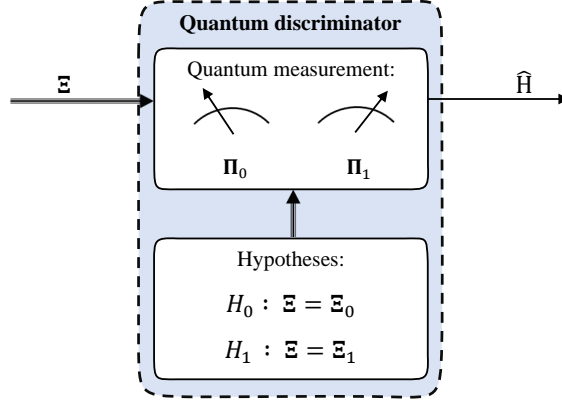 Quantum discriminator
Quantum measurement:
Ξ
Ĥ
Π₀ Π₁
Hypotheses:
H₀ : Ξ = Ξ₀
H₁ : Ξ = Ξ₁